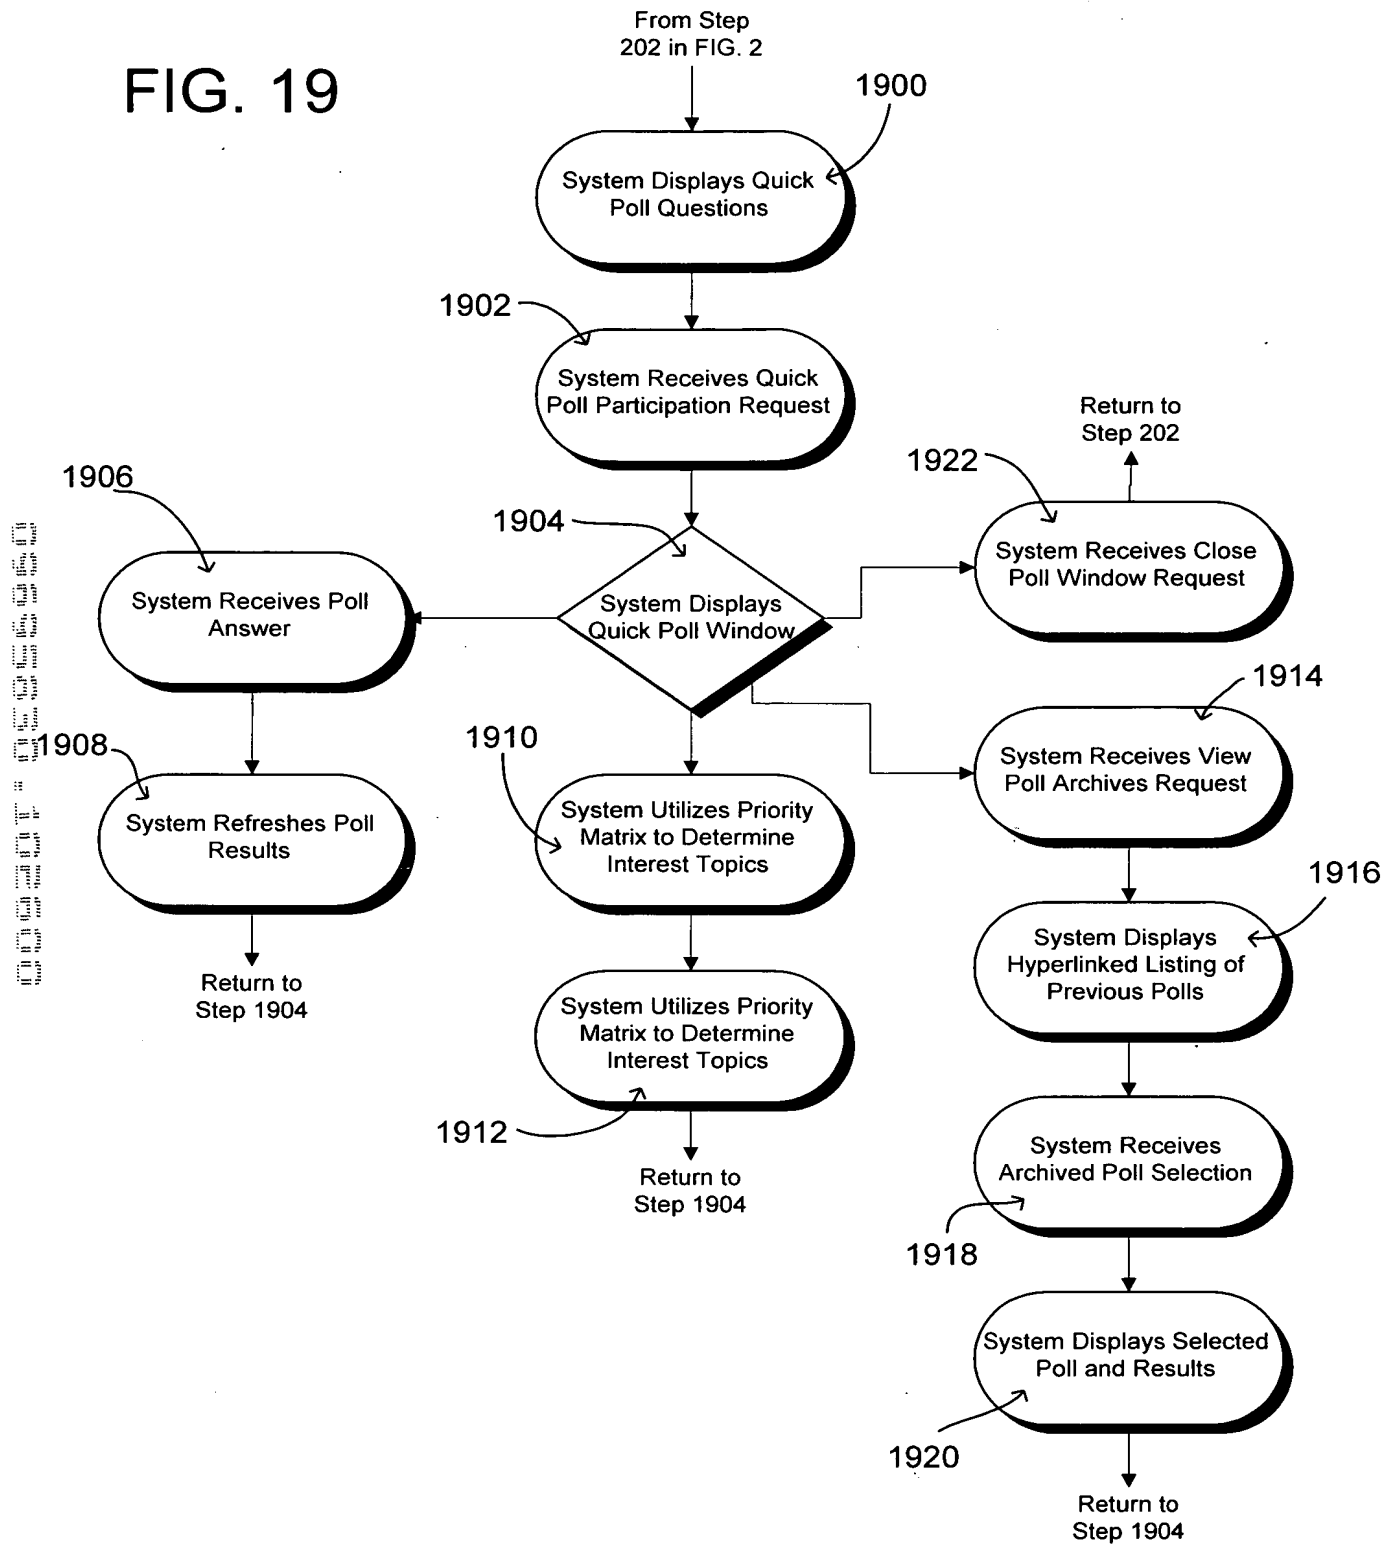 From Step
202 in FIG. 2
FIG. 19
1900
System Displays Quick
Poll Questions
1902
System Receives Quick
Poll Participation Request
Return to
Step 202
1922
1906
1904
System Receives Close
Poll Window Request
System Receives Poll
Answer
System Displays
Quick Poll Window
1914
1908
1910
System Receives View
Poll Archives Request
System Refreshes Poll
Results
System Utilizes Priority
Matrix to Determine
Interest Topics
1916
System Displays
Hyperlinked Listing of
Previous Polls
Return to
Step 1904
System Utilizes Priority
Matrix to Determine
Interest Topics
1912
System Receives
Archived Poll Selection
Return to
Step 1904
1918
System Displays Selected
Poll and Results
1920
Return to
Step 1904